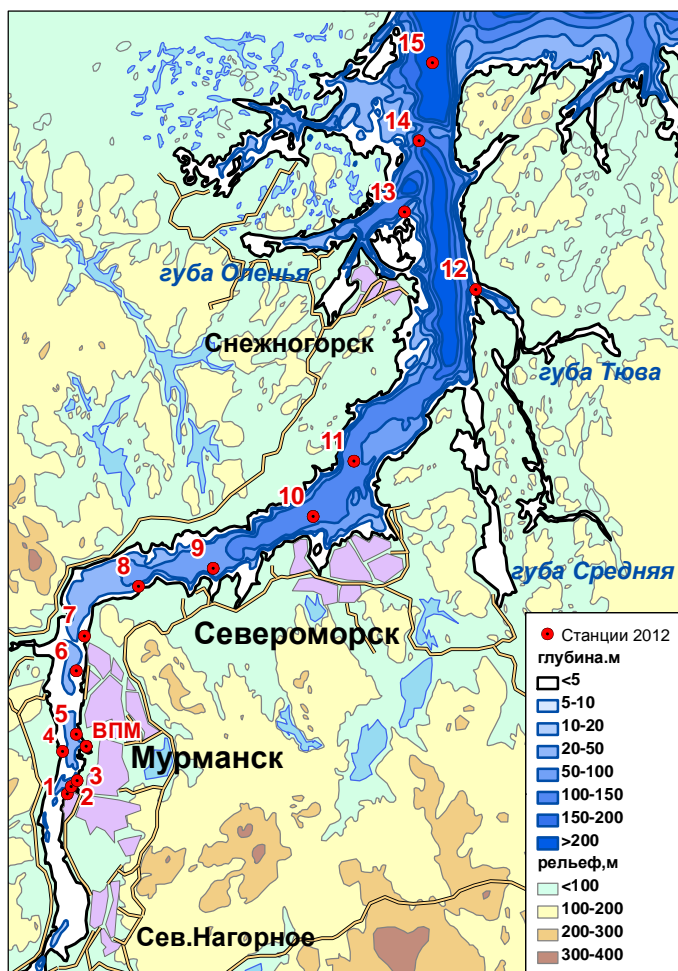 15
14
13
12
губа Оленья
Снежногорск
губа Тюва
11
10
9
8
губа Средняя
7
Североморск
6
5
ВПМ
4
Мурманск
3
1
2
Сев.Нагорное
Станции 2012
глубина.м
<5
5-10
10-20
20-50
50-100
100-150
150-200
>200
рельеф,м
<100
100-200
200-300
300-400